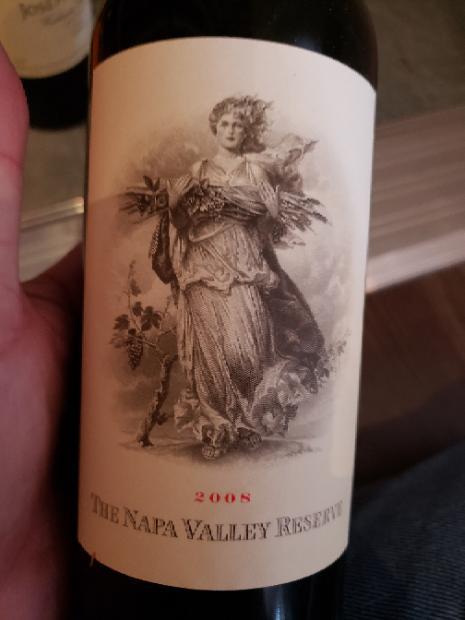 2008
THE NAPA VALLEY RESERVE